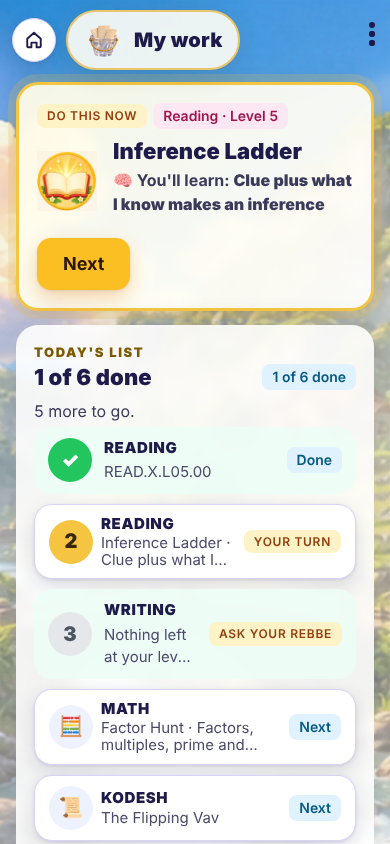 My work
DO THIS NOW
Reading · Level 5
Inference Ladder
🧠 You'll learn: Clue plus what
I know makes an inference
Next
TODAY'S LIST
1 of 6 done
1 of 6 done
5 more to go.
READING
READ.X.L05.00
Done
2
READING
Inference Ladder ·
Clue plus what I...
YOUR TURN
3
WRITING
Nothing left
at your lev...
ASK YOUR REBBE
MATH
Factor Hunt · Factors,
multiples, prime and...
Next
KODESH
The Flipping Vav
Next